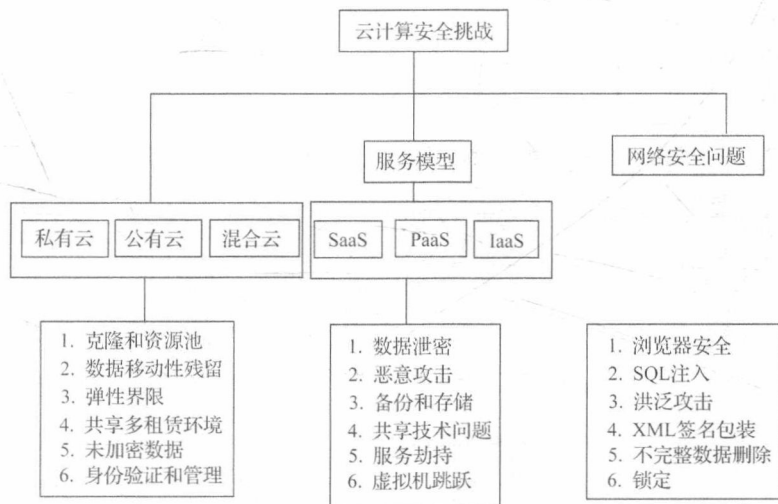 云计算安全挑战
服务模型
网络安全问题
私有云
公有云
混合云
SaaS
PaaS
IaaS
1. 克隆和资源池
2. 数据移动性残留
3. 弹性界限
4. 共享多租赁环境
5. 未加密数据
6. 身份验证和管理
1. 数据泄密
2. 恶意攻击
3. 备份和存储
4. 共享技术问题
5. 服务劫持
6. 虚拟机跳跃
1. 浏览器安全
2. SQL注入
3. 洪泛攻击
4. XML签名包装
5. 不完整数据删除
6. 锁定